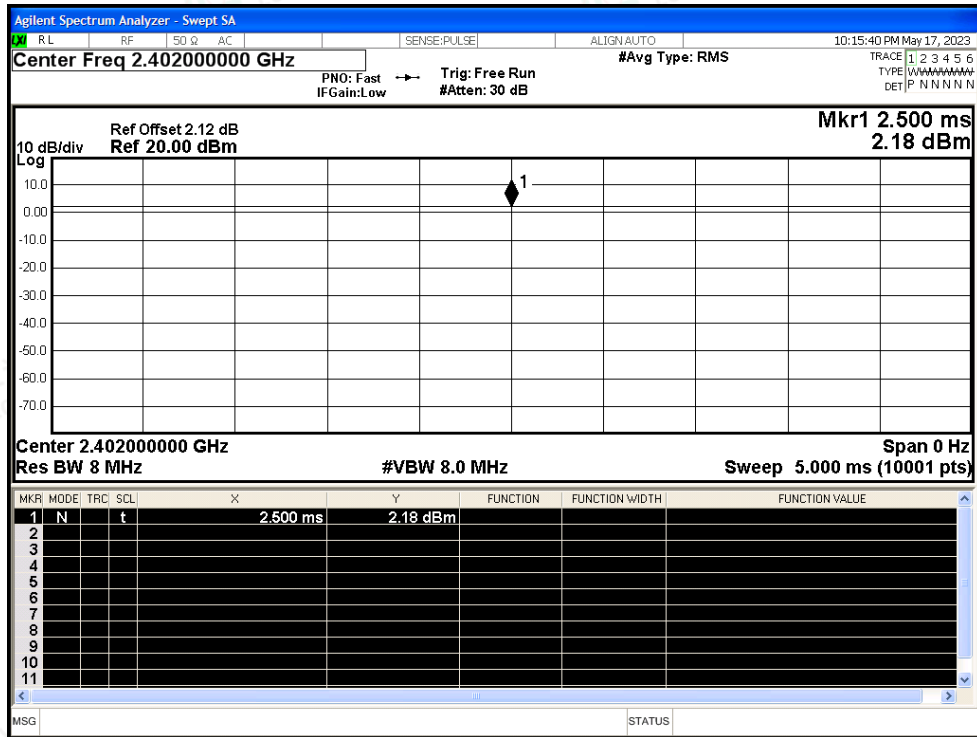 Agilent Spectrum Analyzer - Swept SA
LXI RL RF 50 Ω AC SENSE:PULSE ALIGN AUTO 10:15:40 PM May 17, 2023
Center Freq 2.402000000 GHz #Avg Type: RMS TRACE 1 2 3 4 5 6
PNO: Fast Trig: Free Run TYPE
IFGain:Low #Atten: 30 dB DET P N N N N N
Mkr1 2.500 ms
Ref Offset 2.12 dB
10 dB/div Ref 20.00 dBm 2.18 dBm
Log
1
10.0
0.00
-10.0
-20.0
-30.0
-40.0
-50.0
-60.0
-70.0
Center 2.402000000 GHz Span 0 Hz
Res BW 8 MHz #VBW 8.0 MHz Sweep 5.000 ms (10001 pts)
MKR MODE TRC SCL X Y FUNCTION FUNCTION WIDTH FUNCTION VALUE
1 N t 2.500 ms 2.18 dBm
2
3
4
5
6
7
8
9
10
11
MSG STATUS